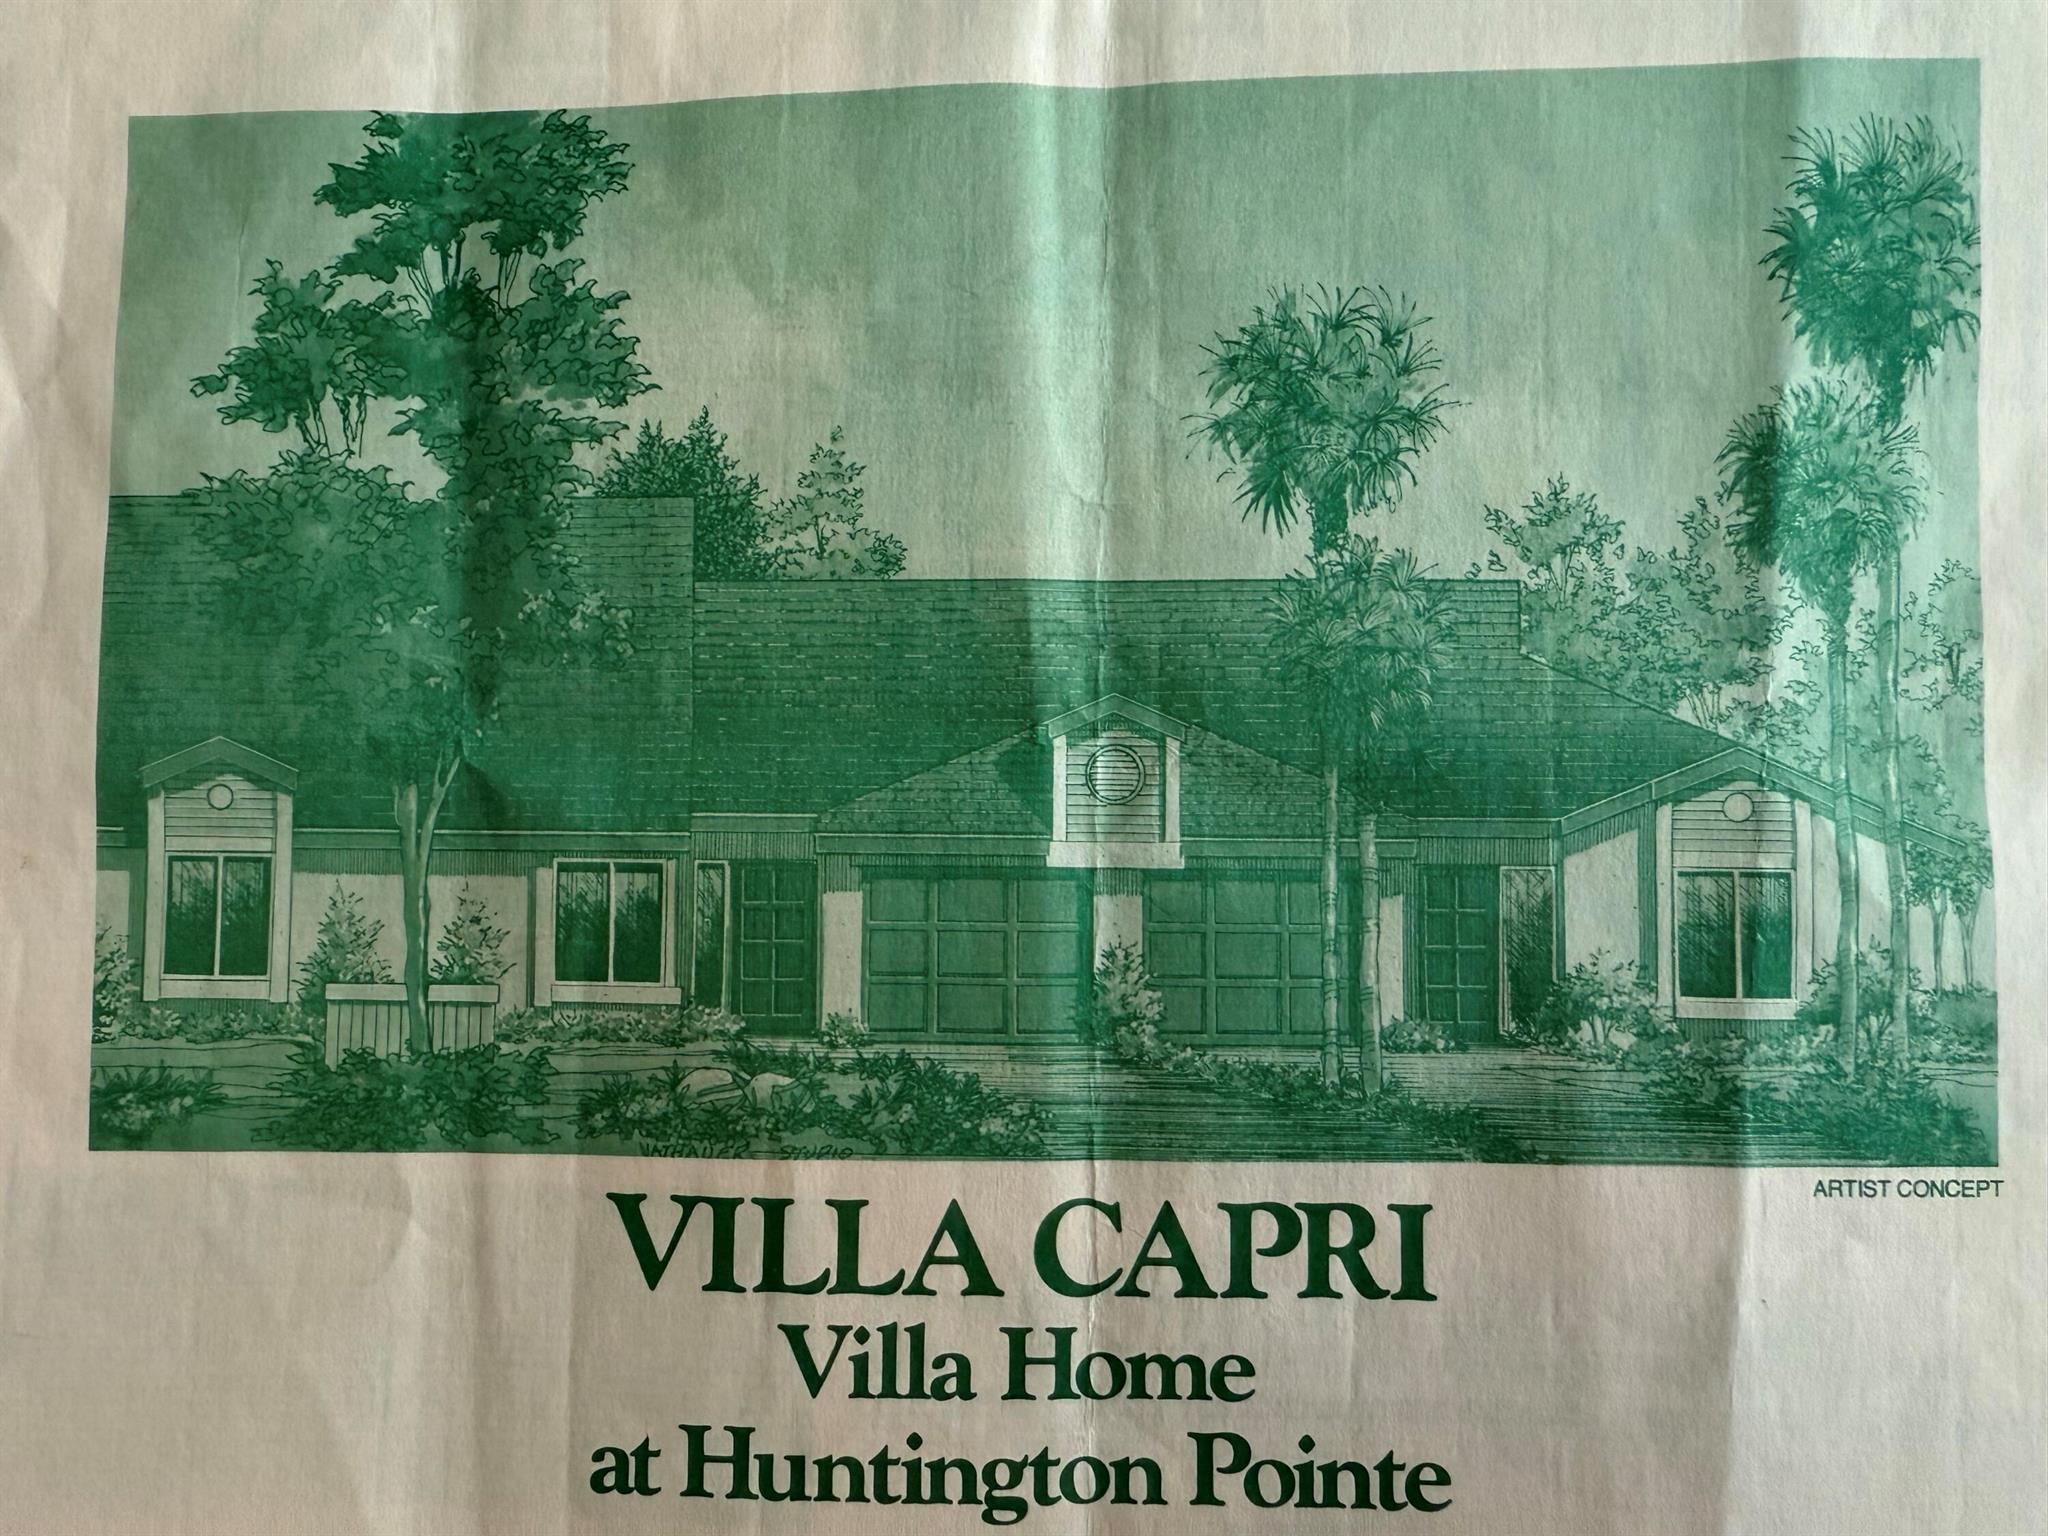 ARTIST CONCEPT
VILLA CAPRI
Villa Home
at Huntington Pointe